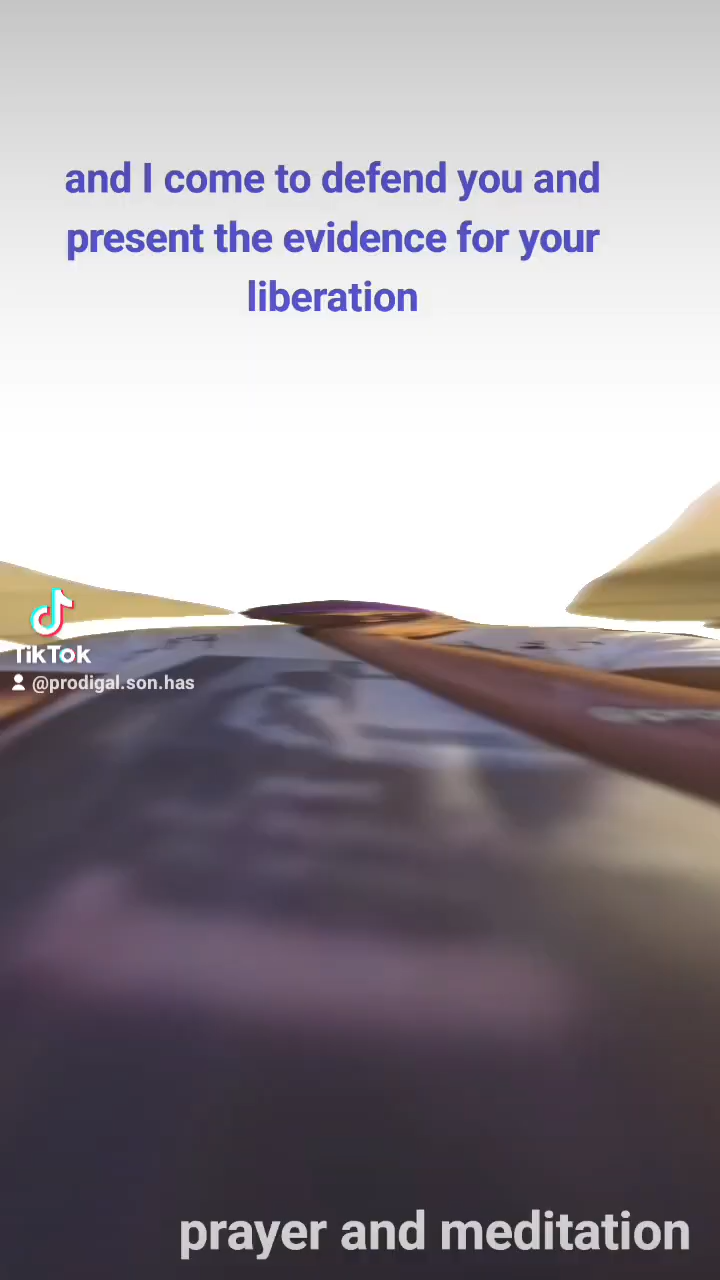 and I come to defend you and
present the evidence for your
liberation
TikTok
@prodigal.son.has
prayer and meditation